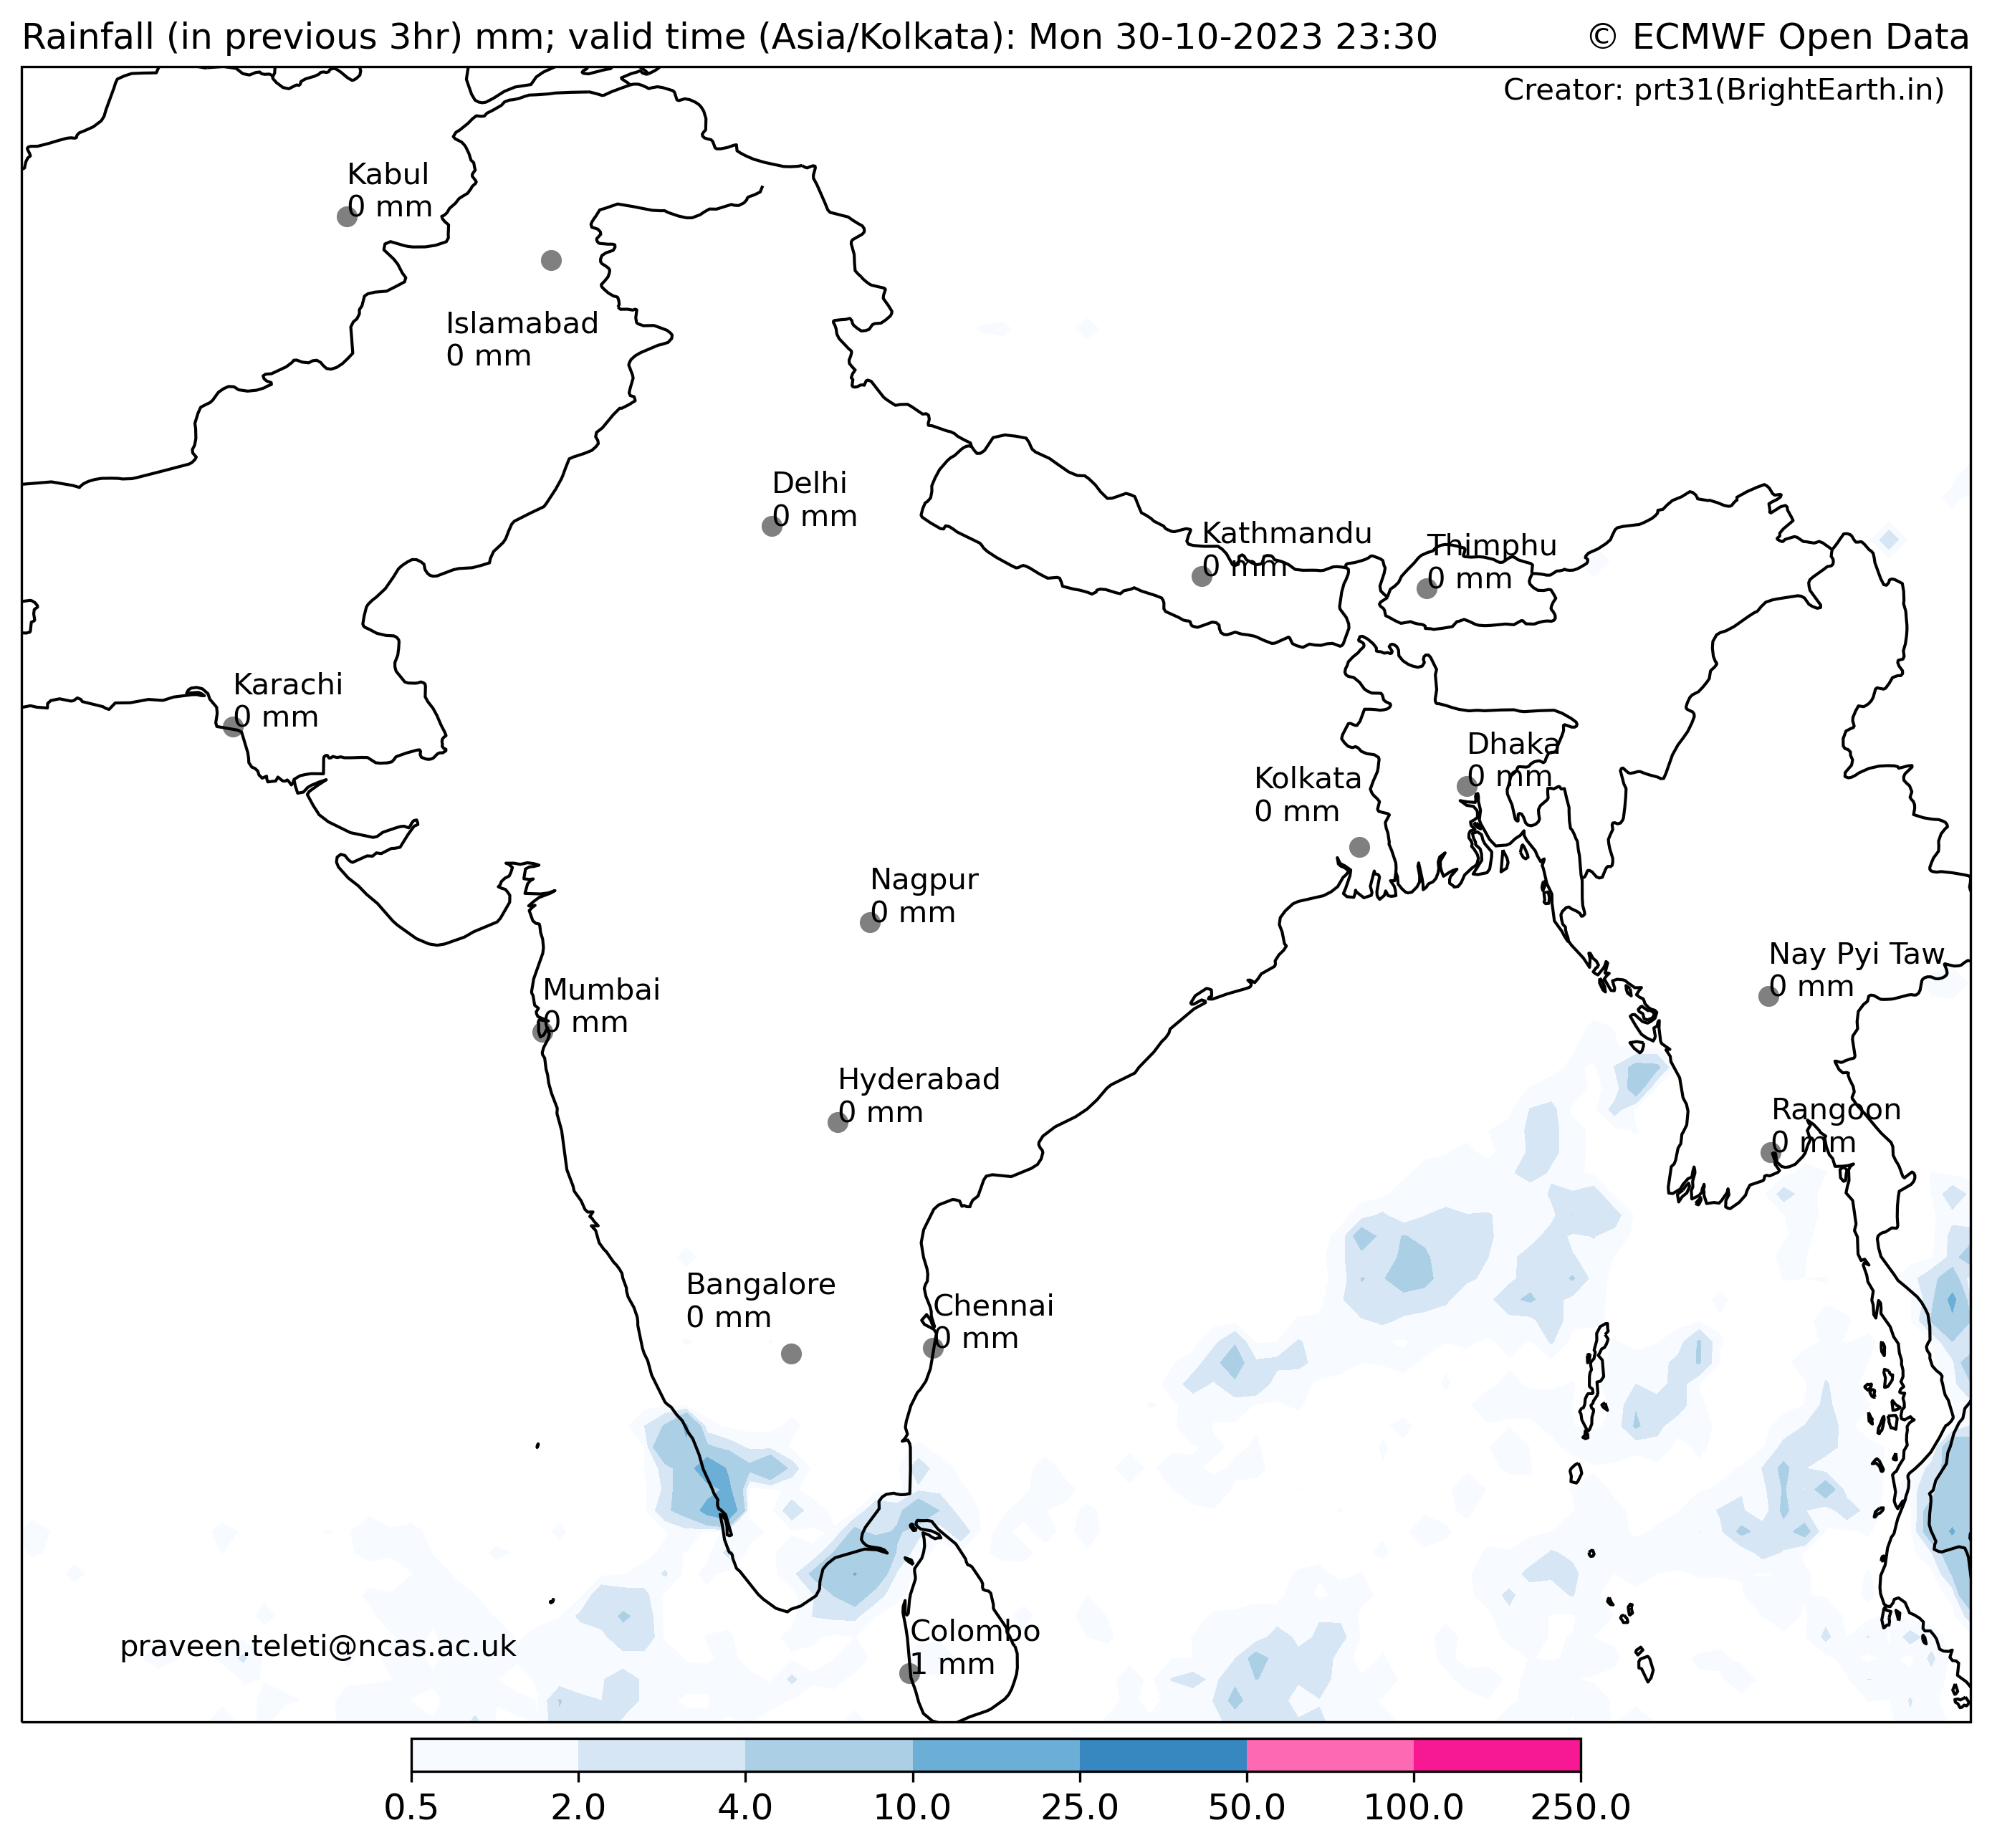 Rainfall (in previous 3hr) mm; valid time (Asia/Kolkata): Mon 30-10-2023 23:30
© ECMWF Open Data
Creator: prt31(BrightEarth.in)
Kabul
0 mm
Islamabad
0 mm
Delhi
0 mm
Kathmandu
0 mm
Thimphu
0 mm
Karachi
0 mm
Dhaka
0 mm
Kolkata
0 mm
Nagpur
0 mm
Nay Pyi Taw
0 mm
Mumbai
0 mm
Hyderabad
0 mm
Rangoon
0 mm
Bangalore
0 mm
Chennai
0 mm
Colombo
1 mm
praveen.teleti@ncas.ac.uk
0.5 2.0 4.0 10.0 25.0 50.0 100.0 250.0